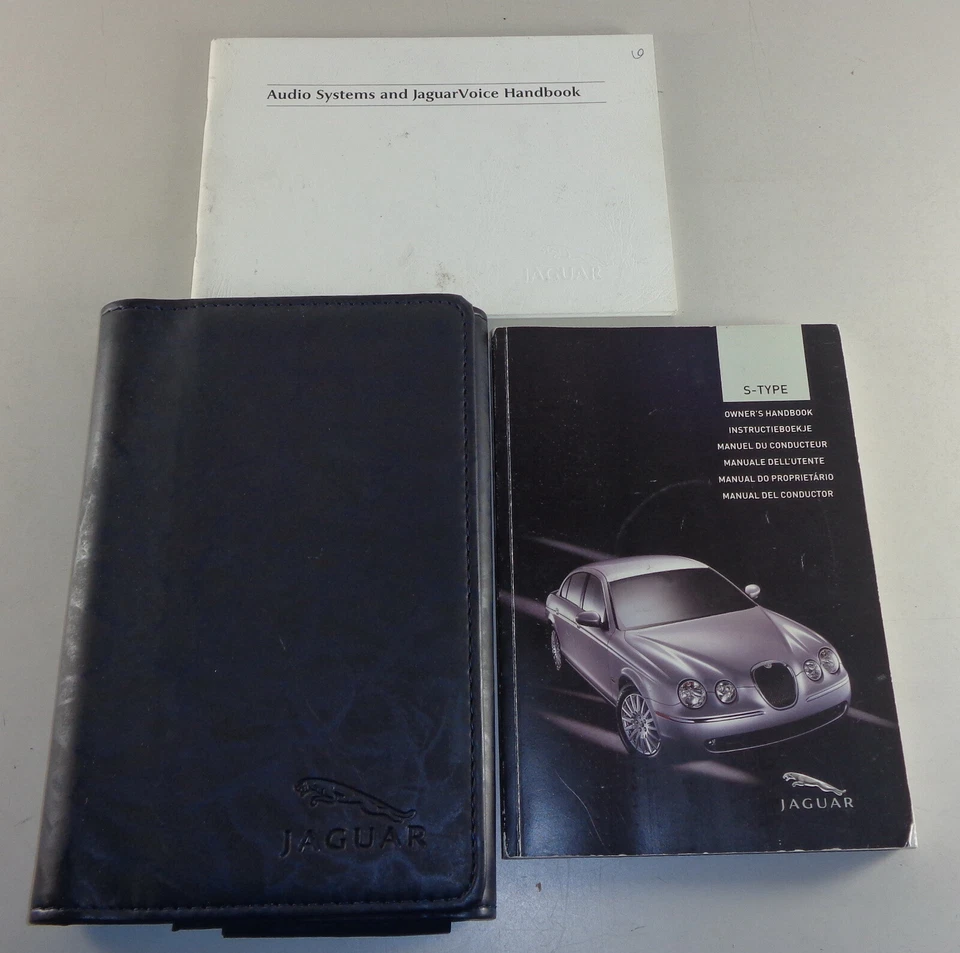 6
Audio Systems and JaguarVoice Handbook
JAGUAR
S-TYPE
OWNER'S HANDBOOK
INSTRUCTIEBOEKJE
MANUEL DU CONDUCTEUR
MANUALE DELL'UTENTE
MANUAL DO PROPRIETÁRIO
MANUAL DEL CONDUCTOR
JAGUAR
JAGUAR